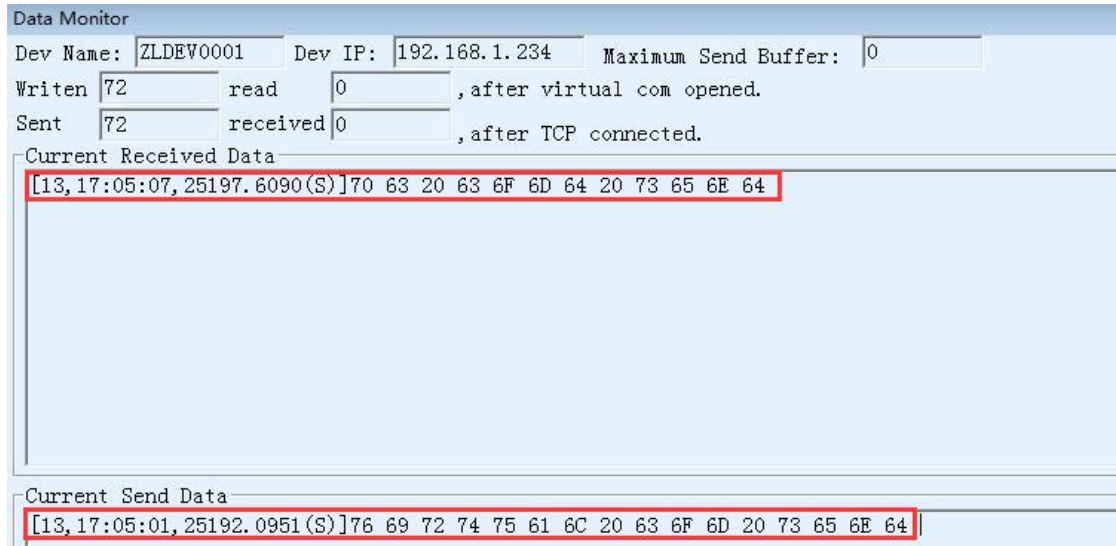 Data Monitor
Dev Name: ZLDEV0001 Dev IP: 192.168.1.234 Maximum Send Buffer: 0
Writen 72 read 0 ,after virtual com opened.
Sent 72 received 0 ,after TCP connected.
Current Received Data
[13,17:05:07,25197.6090(S)]70 63 20 63 6F 6D 64 20 73 65 6E 64
Current Send Data
[13,17:05:01,25192.0951(S)]76 69 72 74 75 61 6C 20 63 6F 6D 20 73 65 6E 64